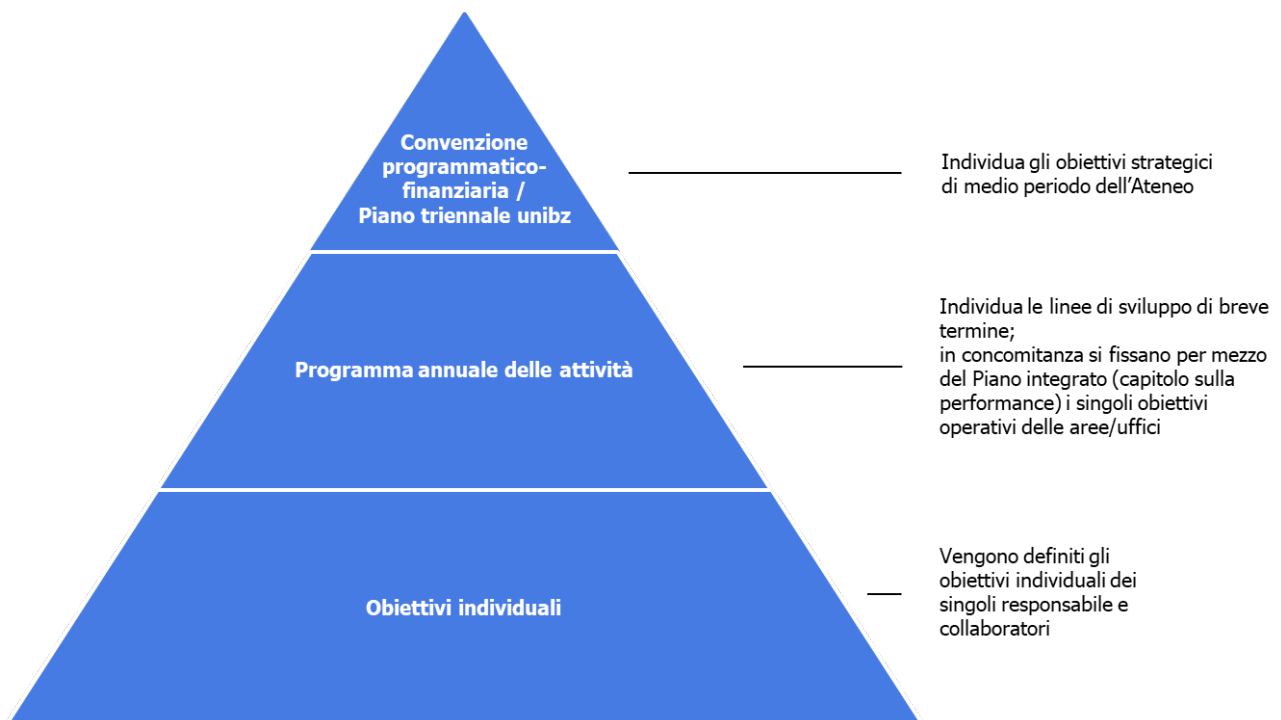 Convenzione
programmatico-
finanziaria /
Piano triennale unibz
Individua gli obiettivi strategici
di medio periodo dell'Ateneo
Programma annuale delle attività
Individua le linee di sviluppo di breve
termine;
in concomitanza si fissano per mezzo
del Piano integrato (capitolo sulla
performance) i singoli obiettivi
operativi delle aree/uffici
Obiettivi individuali
Vengono definiti gli
obiettivi individuali dei
singoli responsabile e
collaboratori